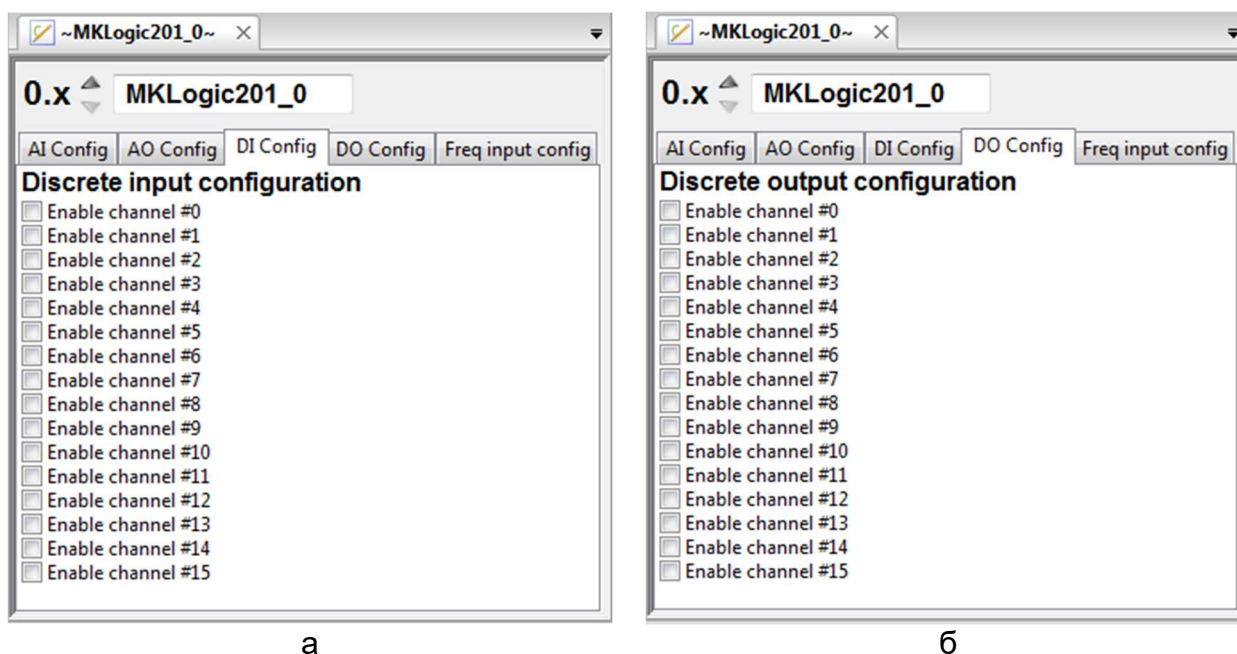 ~MKLogic201_0~
0.x MKLogic201_0
AI Config AO Config DI Config DO Config Freq input config
Discrete input configuration
Enable channel #0
Enable channel #1
Enable channel #2
Enable channel #3
Enable channel #4
Enable channel #5
Enable channel #6
Enable channel #7
Enable channel #8
Enable channel #9
Enable channel #10
Enable channel #11
Enable channel #12
Enable channel #13
Enable channel #14
Enable channel #15
а
~MKLogic201_0~
0.x MKLogic201_0
AI Config AO Config DI Config DO Config Freq input config
Discrete output configuration
Enable channel #0
Enable channel #1
Enable channel #2
Enable channel #3
Enable channel #4
Enable channel #5
Enable channel #6
Enable channel #7
Enable channel #8
Enable channel #9
Enable channel #10
Enable channel #11
Enable channel #12
Enable channel #13
Enable channel #14
Enable channel #15
б